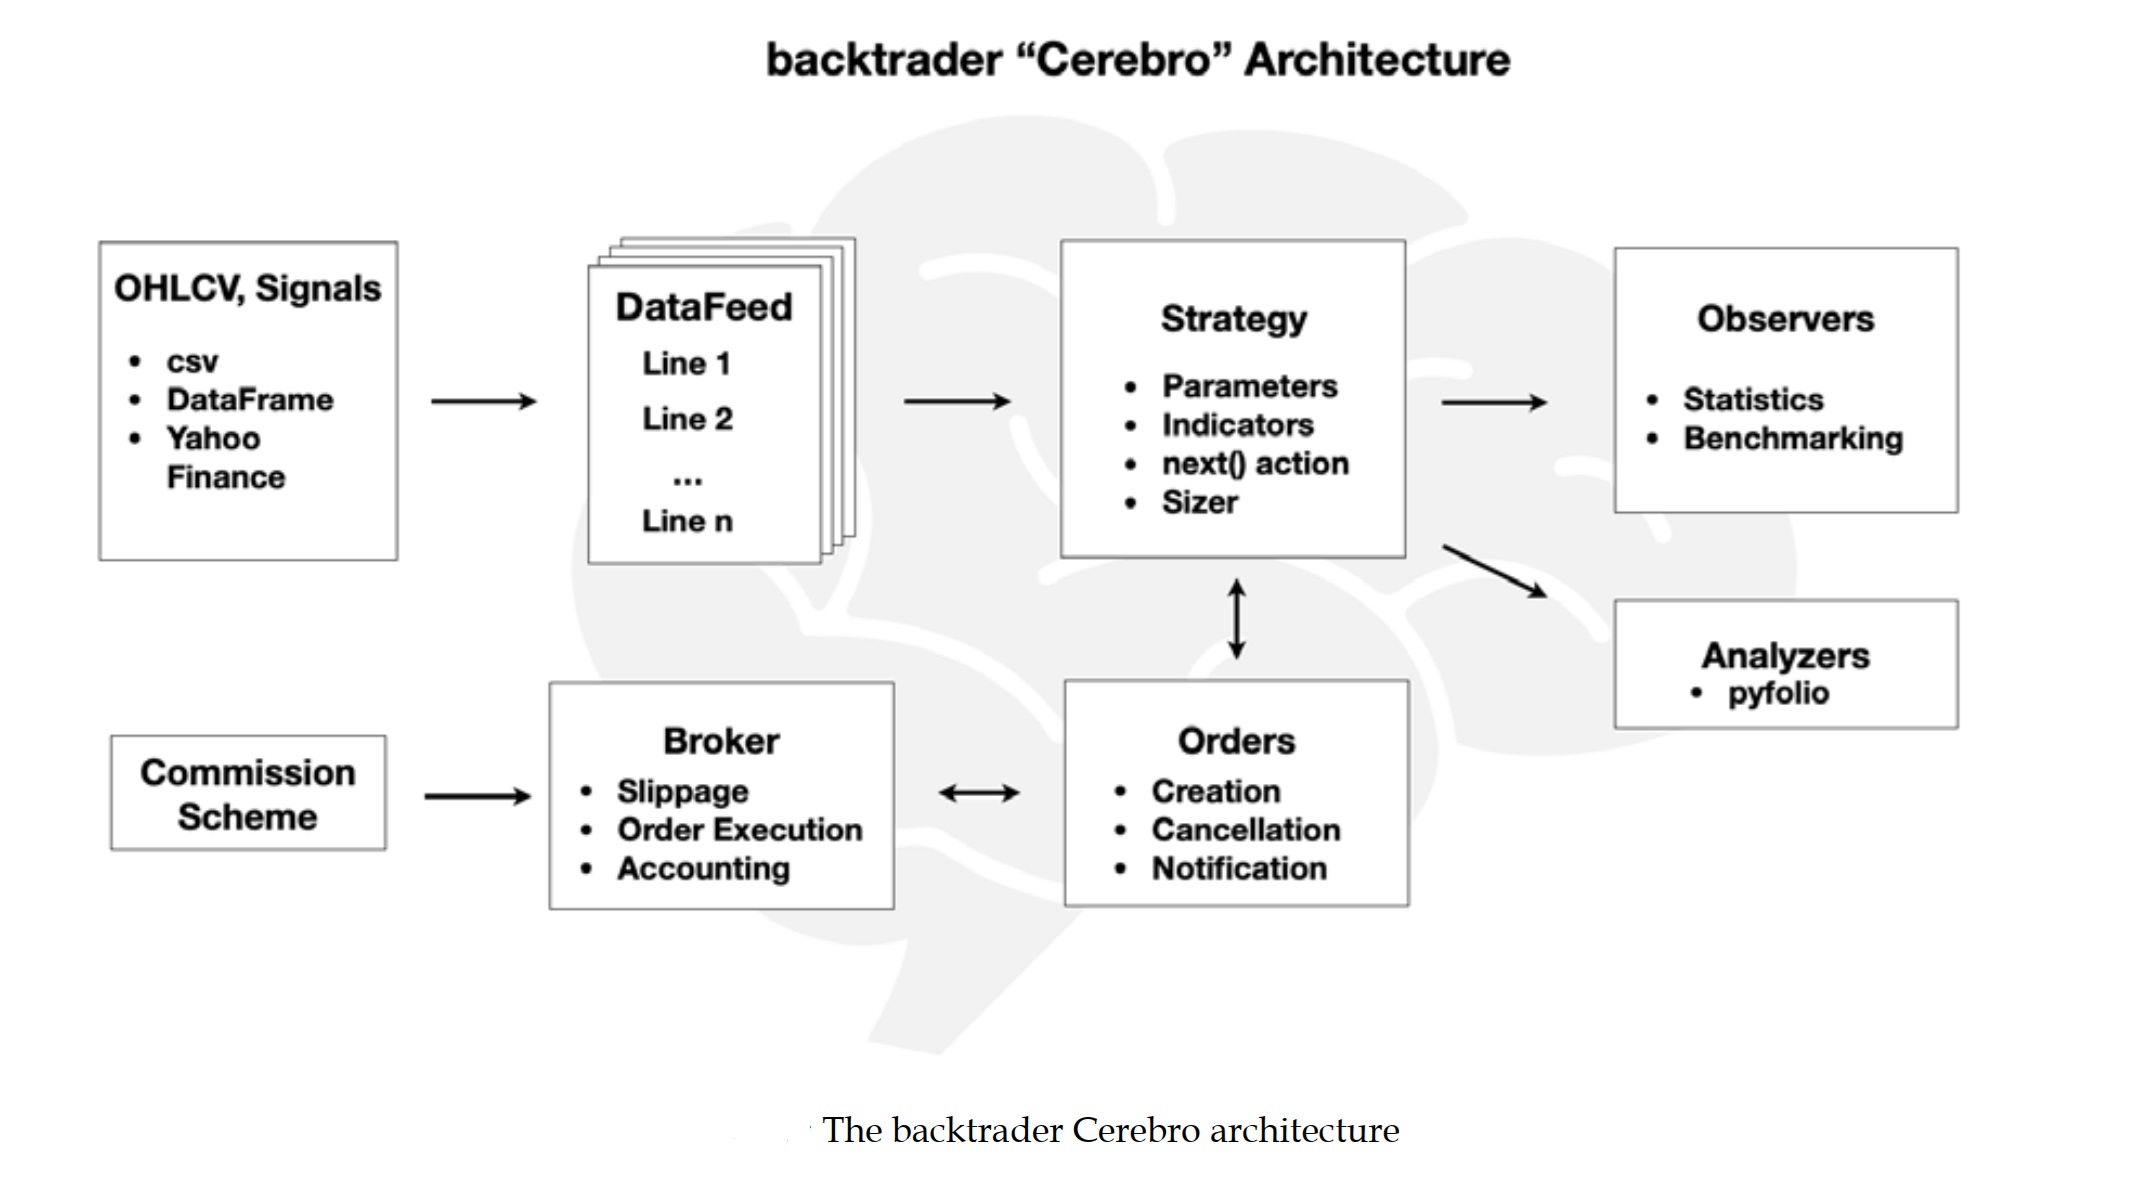 backtrader “Cerebro” Architecture
OHLCV, Signals
• csv
• DataFrame
• Yahoo
Finance
DataFeed
Line 1
Line 2
...
Line n
Strategy
• Parameters
• Indicators
• next() action
• Sizer
Observers
• Statistics
• Benchmarking
Analyzers
• pyfolio
Commission
Scheme
Broker
• Slippage
• Order Execution
• Accounting
Orders
• Creation
• Cancellation
• Notification
The backtrader Cerebro architecture